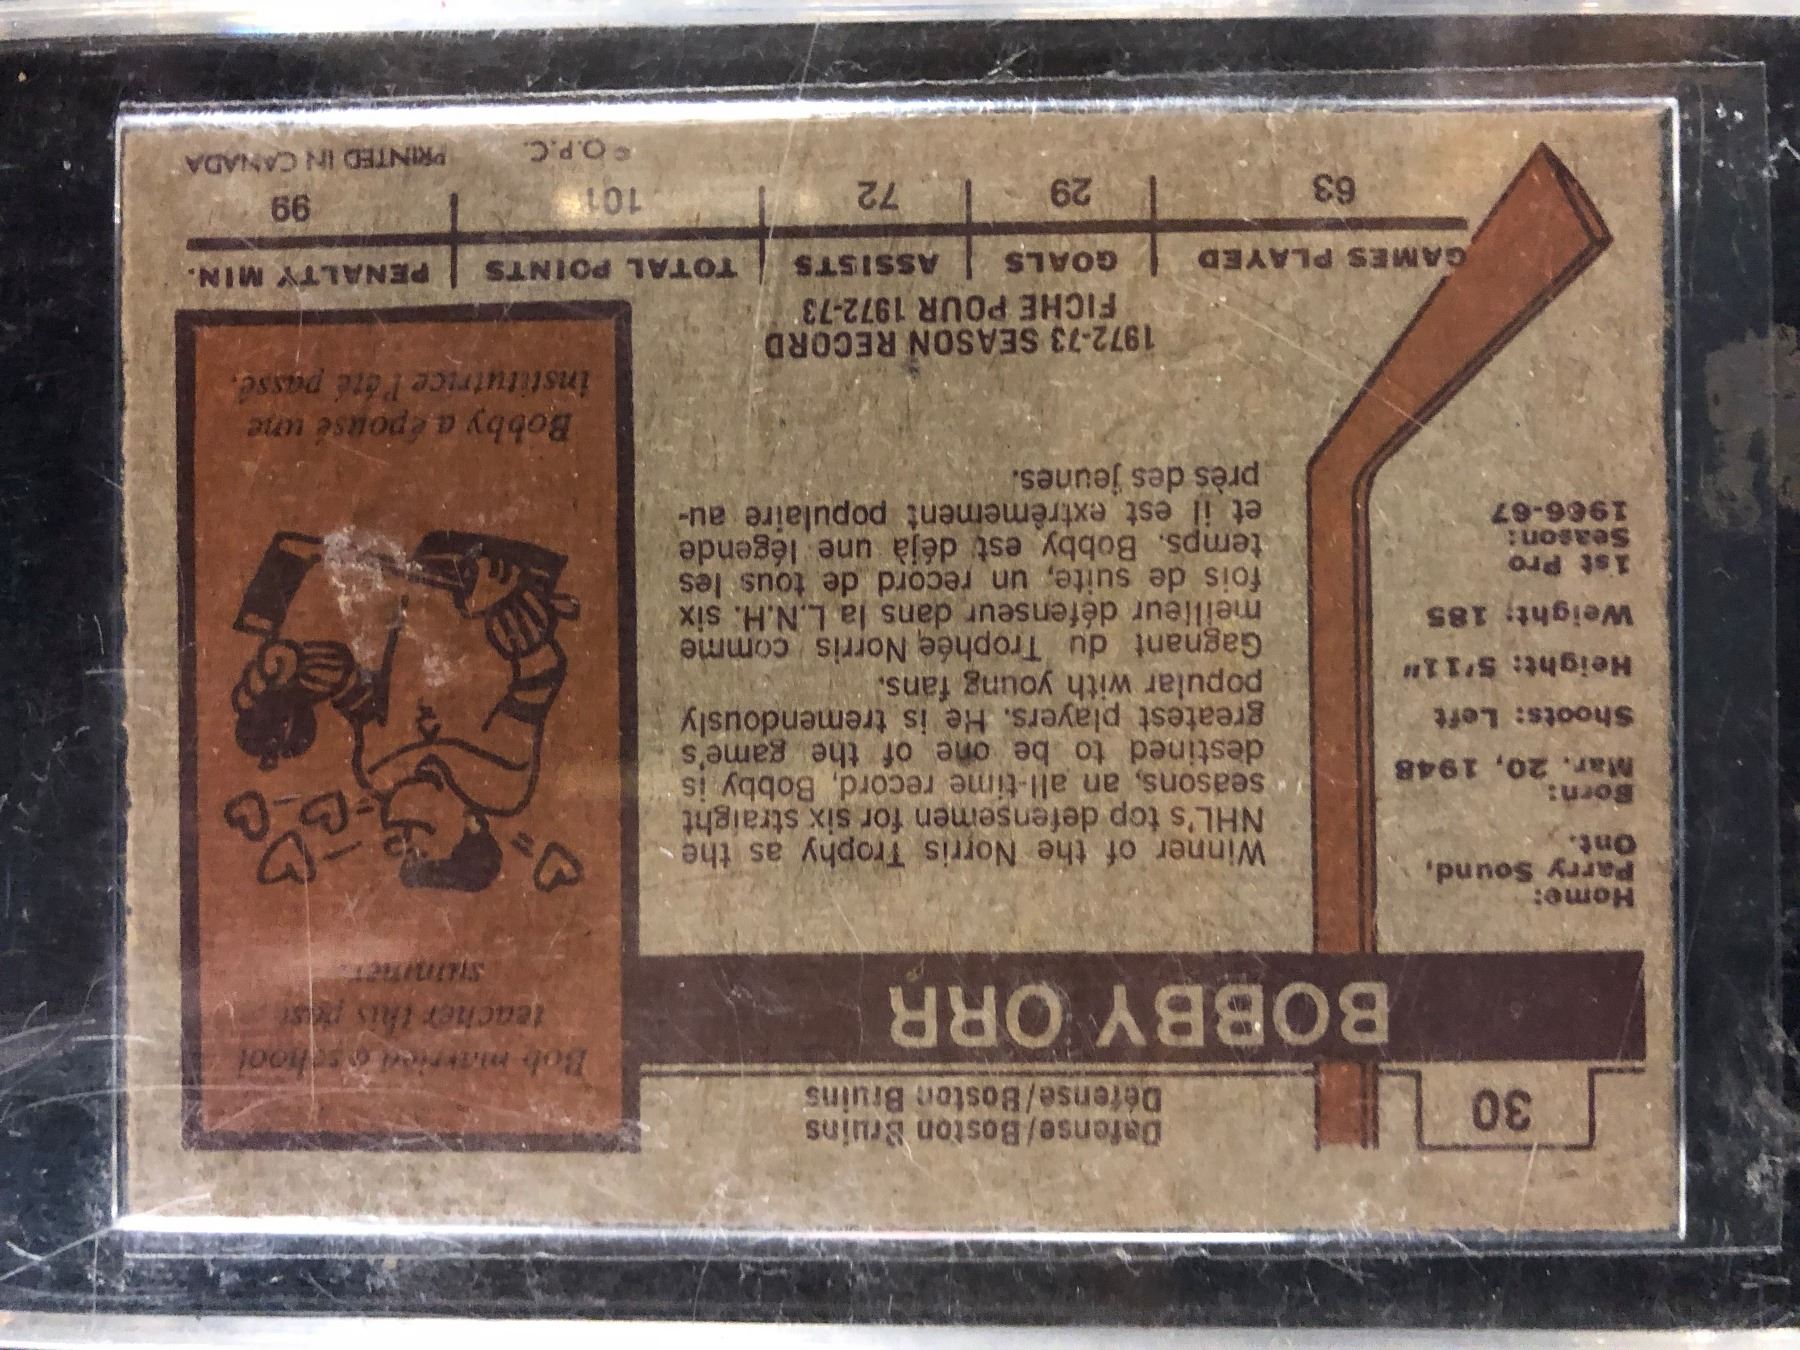 30
Defense/Boston Bruins
Défense/Boston Bruins
BOBBY ORR
Home:
Parry Sound,
Ont.
Born:
Mar. 20, 1948
Shoots: Left
Height: 5'11"
Weight: 185
1st Pro
Season:
1966-67
Winner of the Norris Trophy as the
NHL's top defensemen for six straight
seasons, an all-time record, Bobby is
destined to be one of the game's
greatest players. He is tremendously
popular with young fans.
Gagnant du Trophée Norris comme
meilleur défenseur dans la L.N.H. six
fois de suite, un record de tous les
temps. Bobby est déjà une légende
et il est extrêmement populaire au-
près des jeunes.
Bob married a school
teacher this past
summer.
Bobby a épousé une
institutrice l'été passé.
1972-73 SEASON RECORD
FICHE POUR 1972-73
GAMES PLAYED GOALS ASSISTS TOTAL POINTS PENALTY MIN.
63 29 72 101 99
© O.P.C. PRINTED IN CANADA